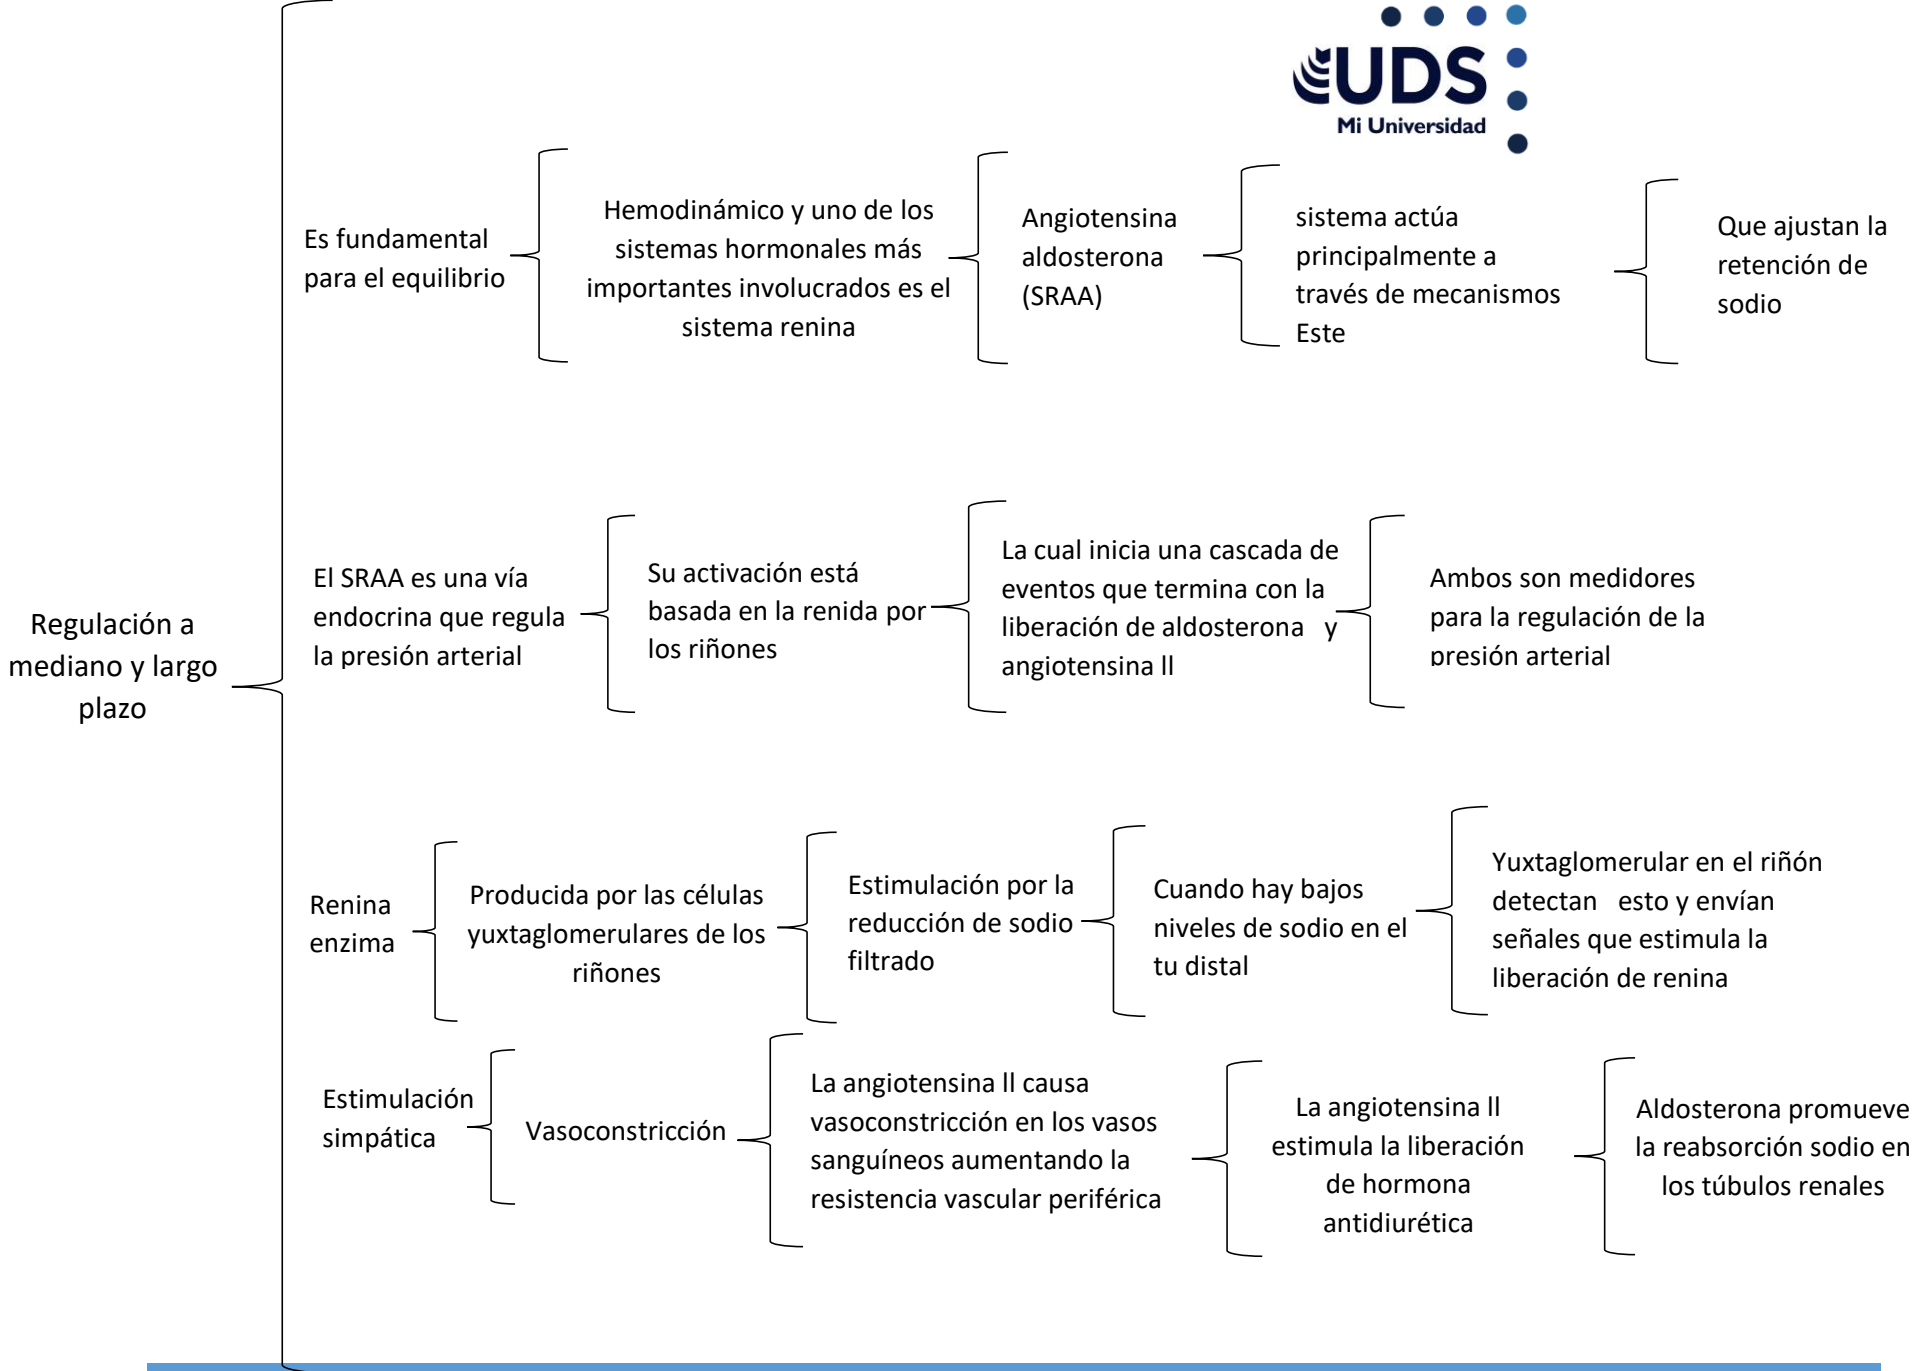 UDS
Mi Universidad
Es fundamental
para el equilibrio
Hemodinámico y uno de los
sistemas hormonales más
importantes involucrados es el
sistema renina
Angiotensina
aldosterona
(SRAA)
sistema actúa
principalmente a
través de mecanismos
Este
Que ajustan la
retención de
sodio
Regulación a
mediano y largo
plazo
El SRAA es una vía
endocrina que regula
la presión arterial
Su activación está
basada en la renida por
los riñones
La cual inicia una cascada de
eventos que termina con la
liberación de aldosterona y
angiotensina ll
Ambos son medidores
para la regulación de la
presión arterial
Renina
enzima
Producida por las células
yuxtaglomerulares de los
riñones
Estimulación por la
reducción de sodio
filtrado
Cuando hay bajos
niveles de sodio en el
tu distal
Yuxtaglomerular en el riñón
detectan esto y envían
señales que estimula la
liberación de renina
Estimulación
simpática
Vasoconstricción
La angiotensina ll causa
vasoconstricción en los vasos
sanguíneos aumentando la
resistencia vascular periférica
La angiotensina ll
estimula la liberación
de hormona
antidiurética
Aldosterona promueve
la reabsorción sodio en
los túbulos renales